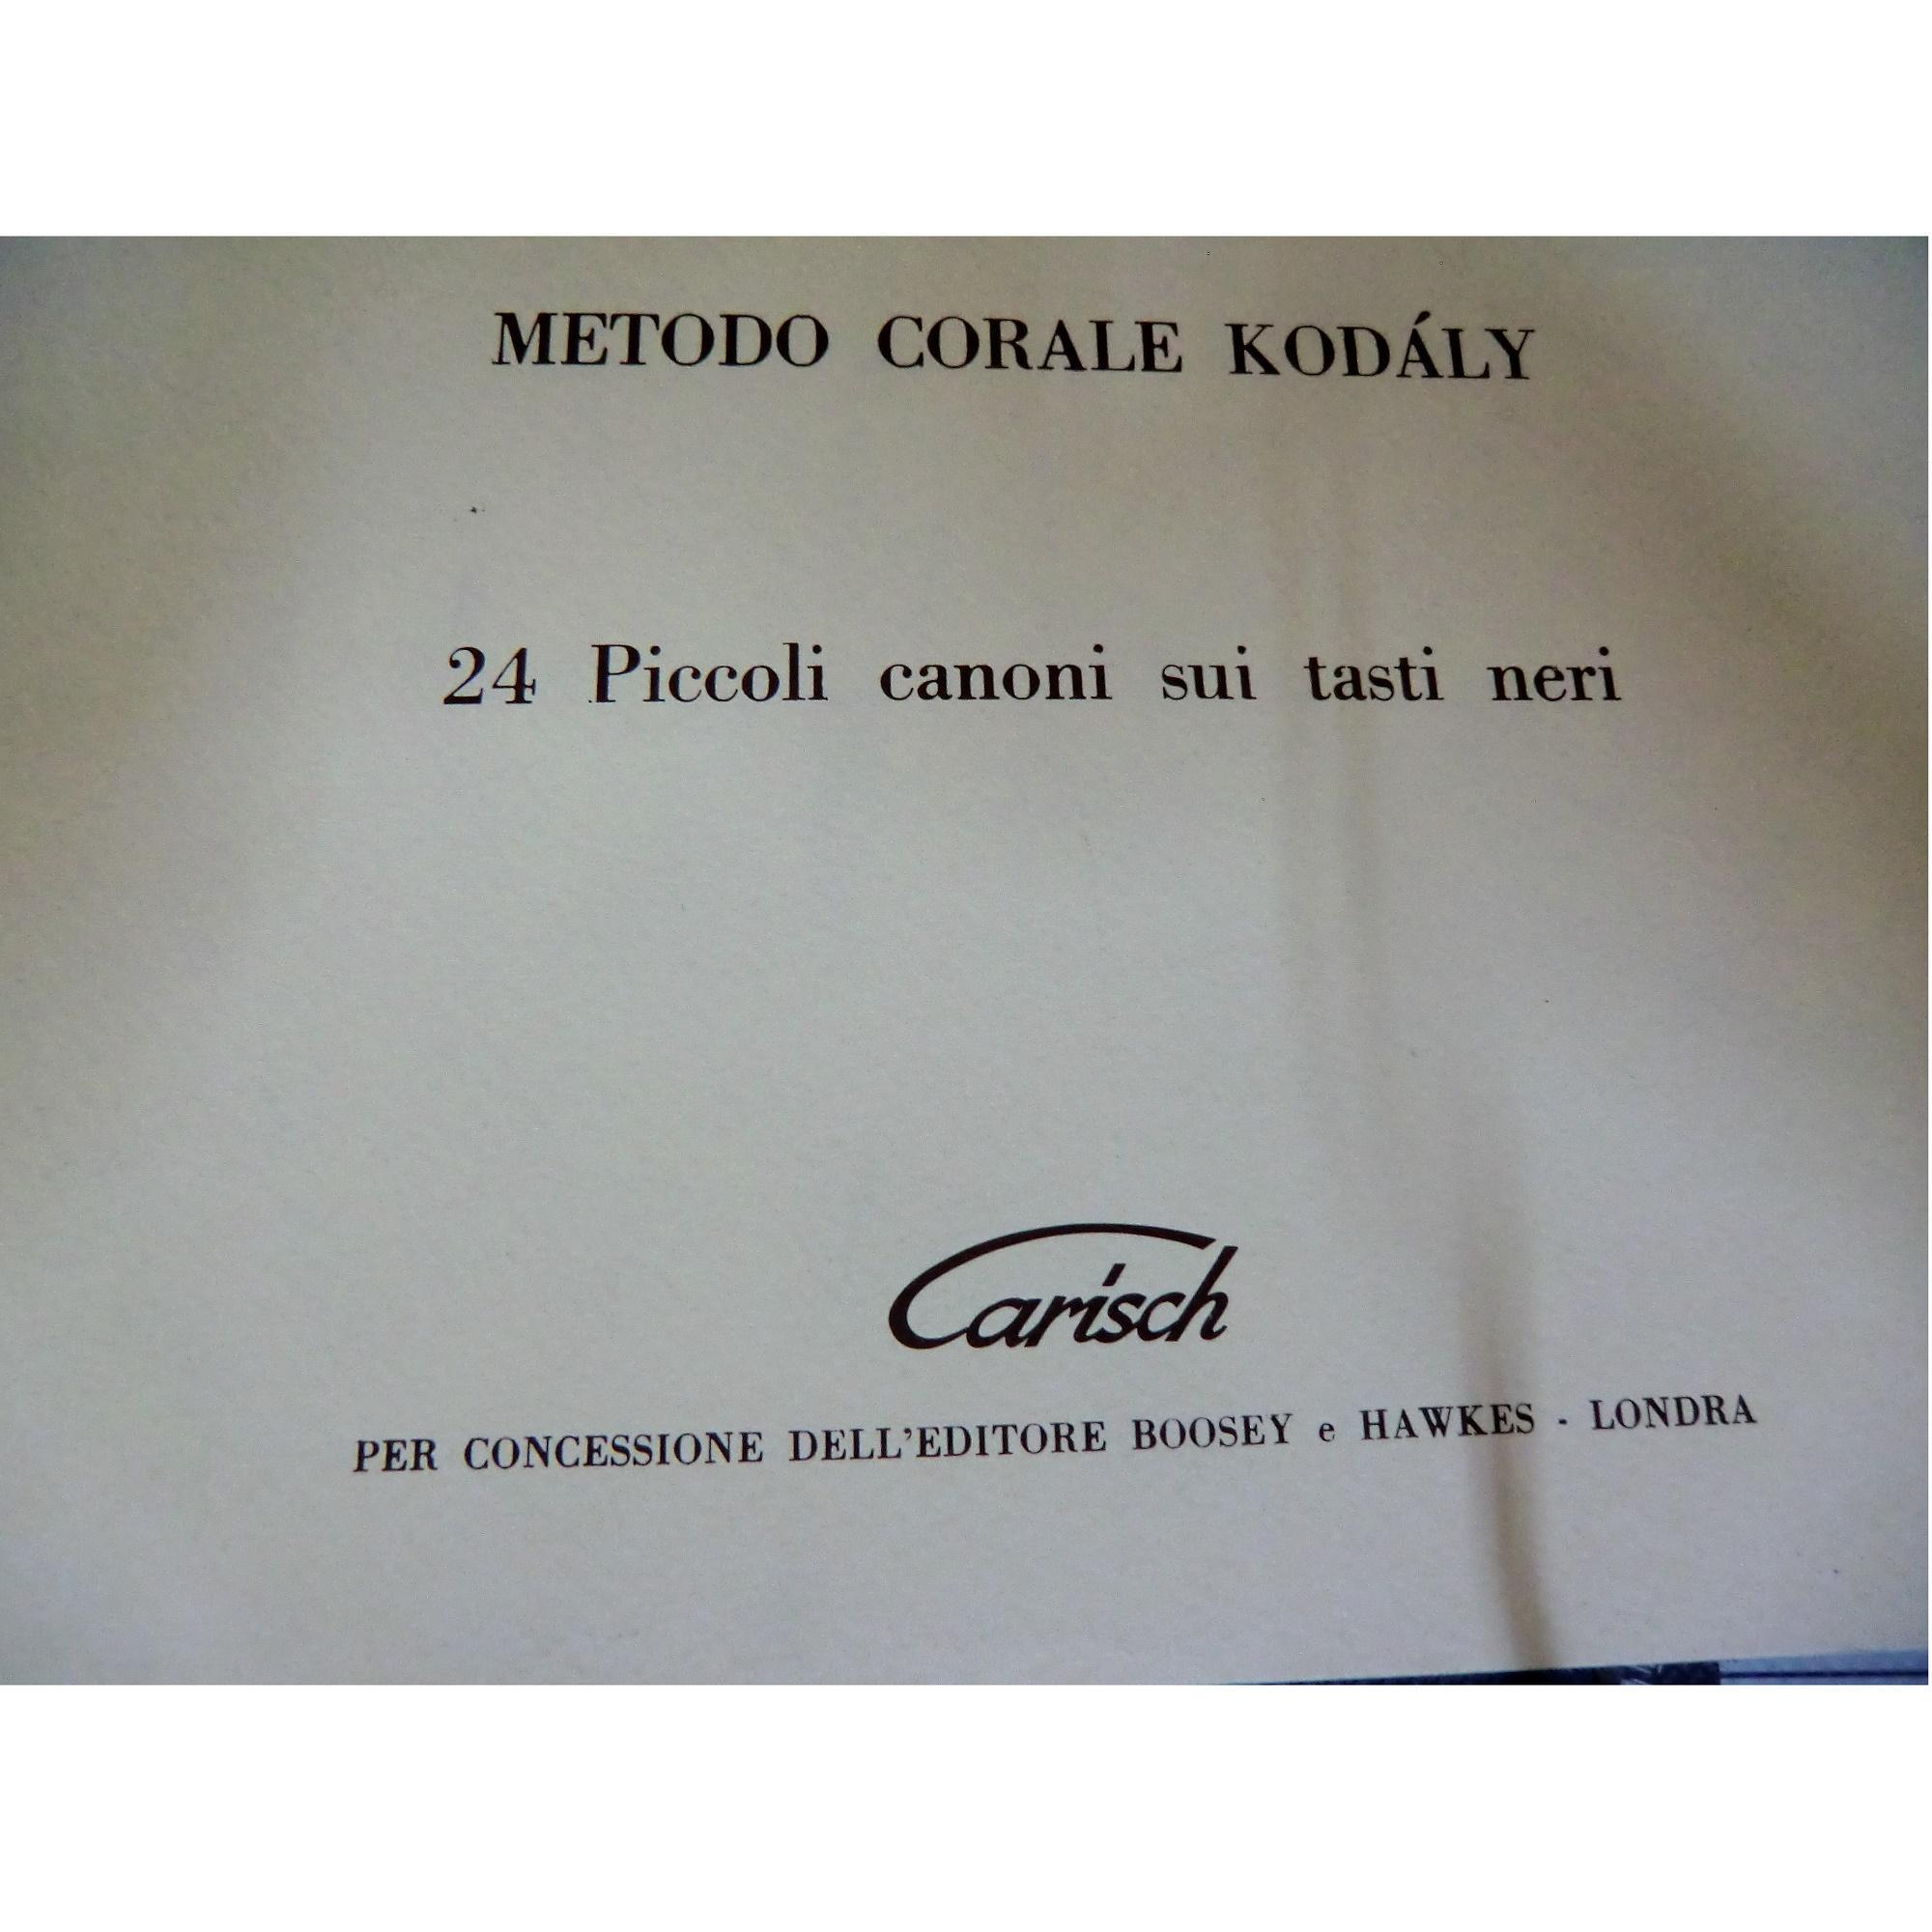 METODO CORALE KODÁLY
24 Piccoli canoni sui tasti neri
Carisch
PER CONCESSIONE DELL'EDITORE BOOSEY e HAWKES - LONDRA